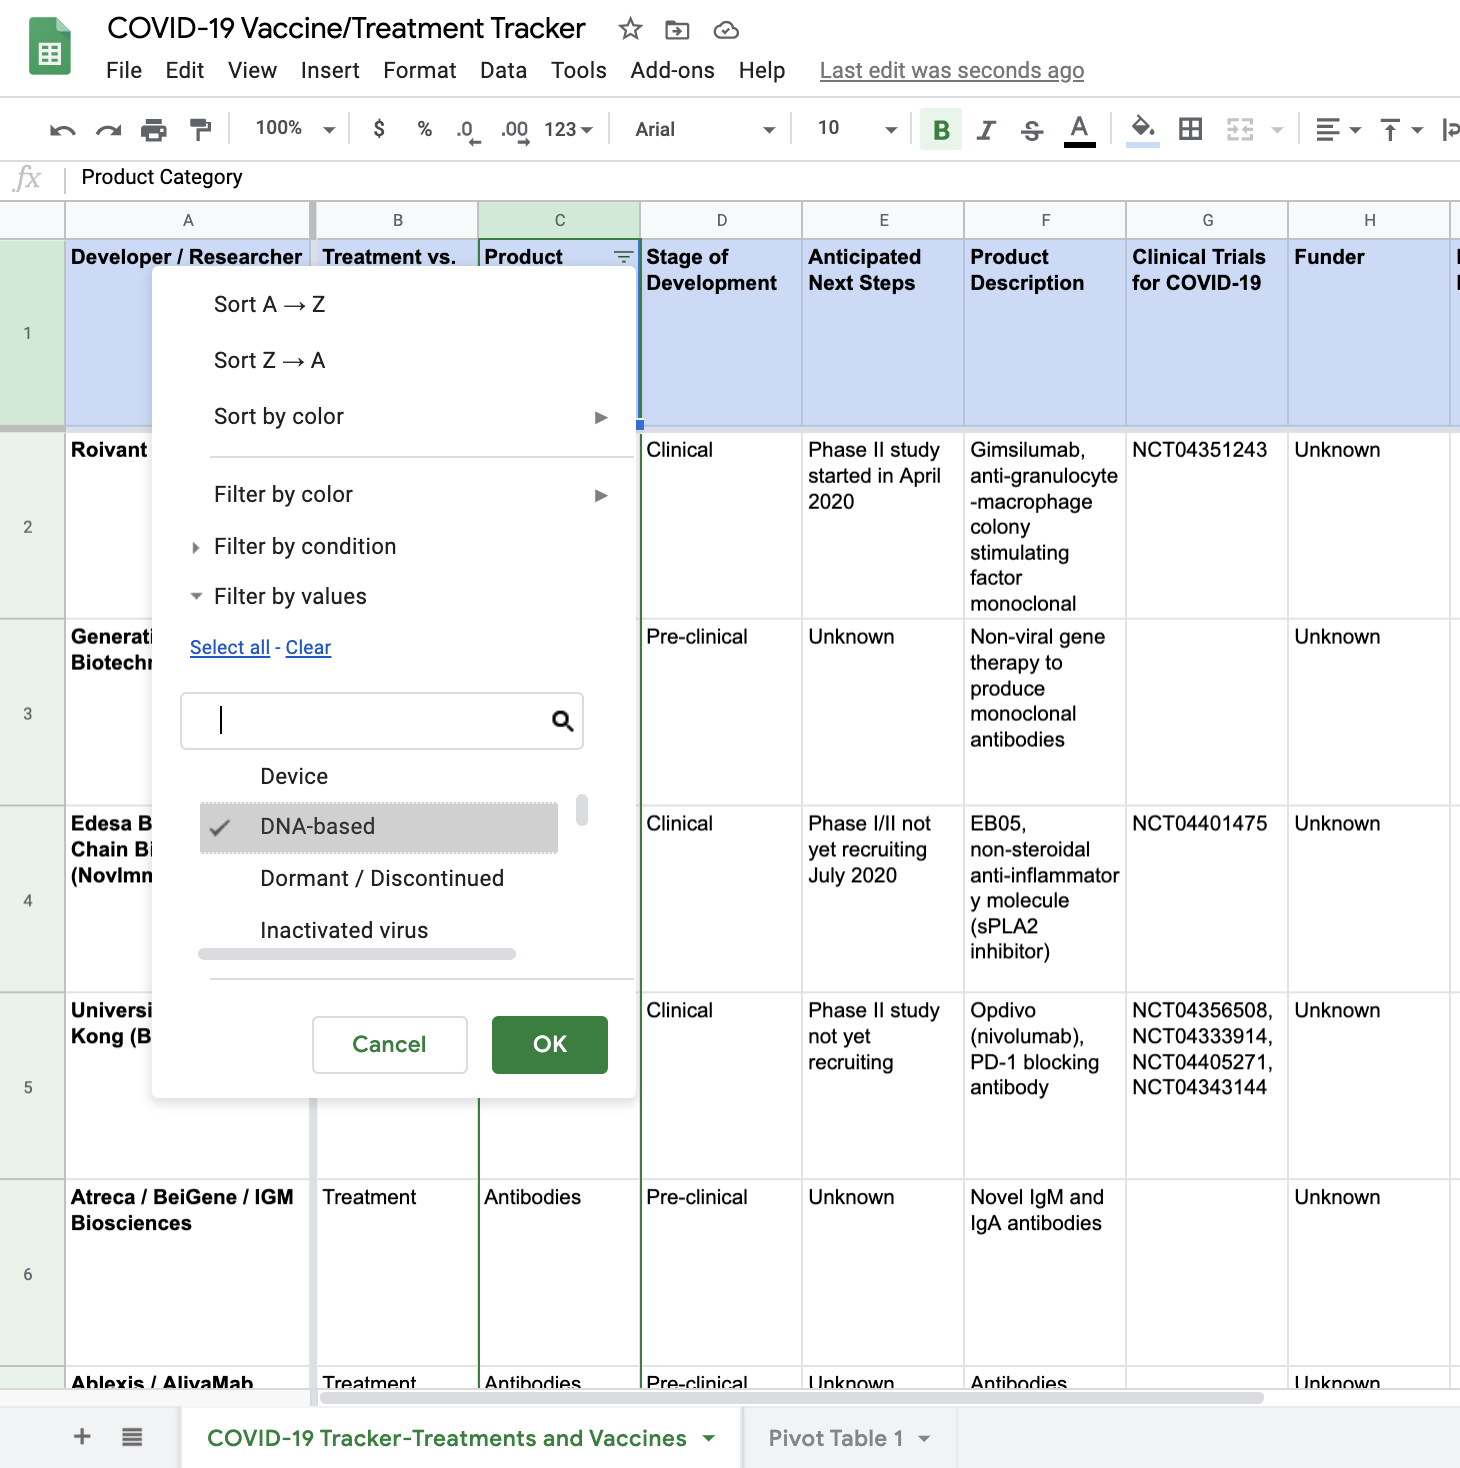 COVID-19 Vaccine/Treatment Tracker
File Edit View Insert Format Data Tools Add-ons Help Last edit was seconds ago
100% $ % .0 .00 123 Arial 10 B I S A
fx Product Category
A B C D E F G H
1
Developer / Researcher
Treatment vs.
Product
Stage of
Development
Anticipated
Next Steps
Product
Description
Clinical Trials
for COVID-19
Funder
Sort A → Z
Sort Z → A
Sort by color
Filter by color
Filter by condition
Filter by values
Select all - Clear
Device
DNA-based
Dormant / Discontinued
Inactivated virus
Cancel
OK
2
Roivant
Clinical
Phase II study
started in April
2020
Gimsilumab,
anti-granulocyte
-macrophage
colony
stimulating
factor
monoclonal
NCT04351243
Unknown
3
Generati
Biotechn
Pre-clinical
Unknown
Non-viral gene
therapy to
produce
monoclonal
antibodies
Unknown
4
Edesa B
Chain Bi
(NovImm
Clinical
Phase I/II not
yet recruiting
July 2020
EB05,
non-steroidal
anti-inflammator
y molecule
(sPLA2
inhibitor)
NCT04401475
Unknown
5
Universi
Kong (B
Clinical
Phase II study
not yet
recruiting
Opdivo
(nivolumab),
PD-1 blocking
antibody
NCT04356508,
NCT04333914,
NCT04405271,
NCT04343144
Unknown
6
Atreca / BeiGene / IGM
Biosciences
Treatment
Antibodies
Pre-clinical
Unknown
Novel IgM and
IgA antibodies
Unknown
Ablexis / AlivaMab
Treatment
Antibodies
Pre-clinical
Unknown
Antibodies
Unknown
COVID-19 Tracker-Treatments and Vaccines
Pivot Table 1